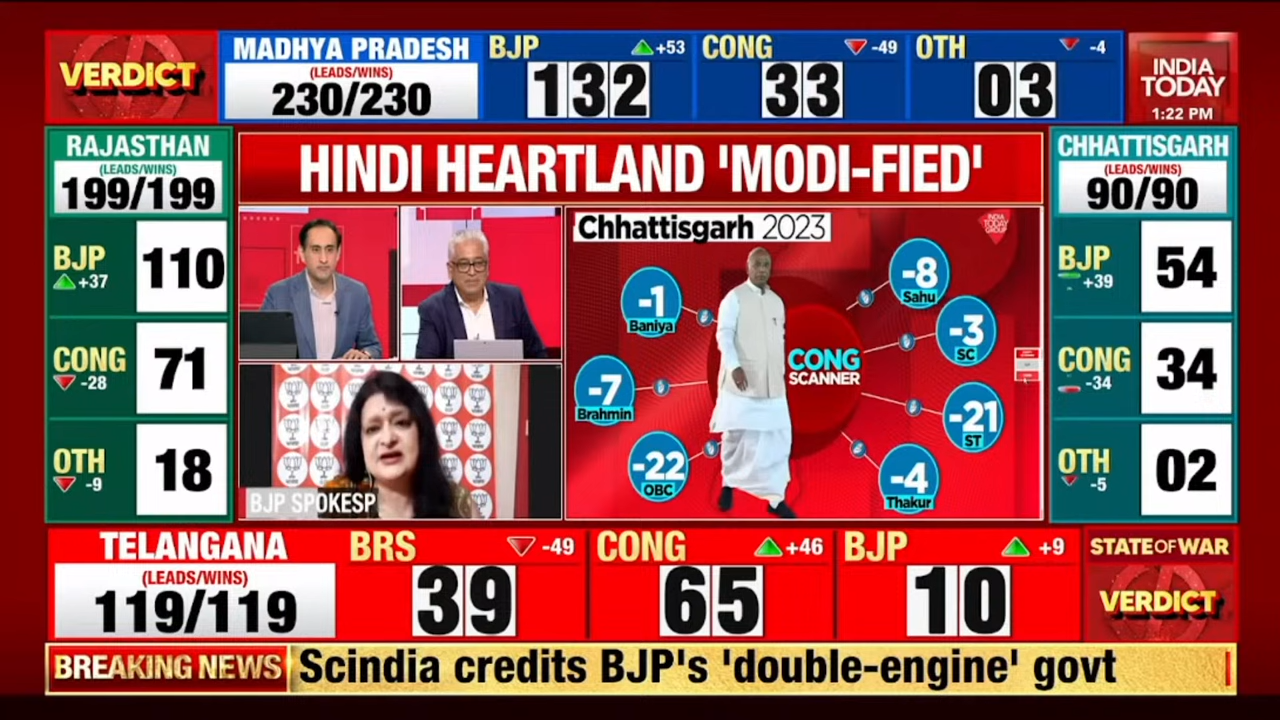 VERDICT
MADHYA PRADESH
(LEADS/WINS)
230/230
BJP
+53
132
CONG
-49
33
OTH
-4
03
INDIA
TODAY
1:22 PM
RAJASTHAN
(LEADS/WINS)
199/199
BJP
+37
110
CONG
-28
71
OTH
-9
18
HINDI HEARTLAND 'MODI-FIED'
BJP SPOKESP
Chhattisgarh 2023
INDIA
TODAY
GROUP
-1
Baniya
-7
Brahmin
-22
OBC
CONG
SCANNER
-8
Sahu
-3
SC
-21
ST
-4
Thakur
CHHATTISGARH
(LEADS/WINS)
90/90
BJP
+39
54
CONG
-34
34
OTH
-5
02
TELANGANA
(LEADS/WINS)
119/119
BRS
-49
39
CONG
+46
65
BJP
+9
10
STATE OF WAR
VERDICT
BREAKING NEWS
Scindia credits BJP's 'double-engine' govt